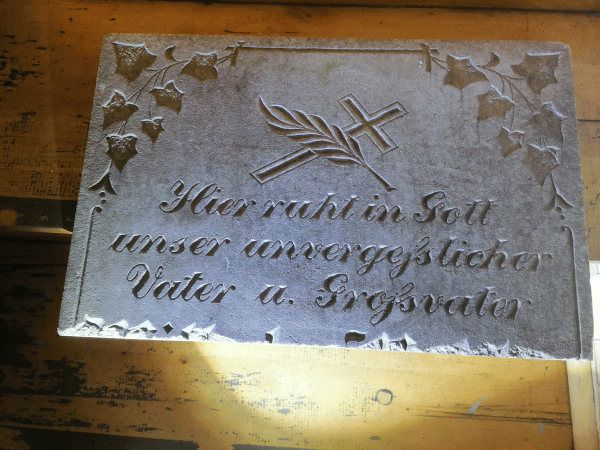 Hier ruht in Gott
unser unvergeßlicher
Vater u. Großvater